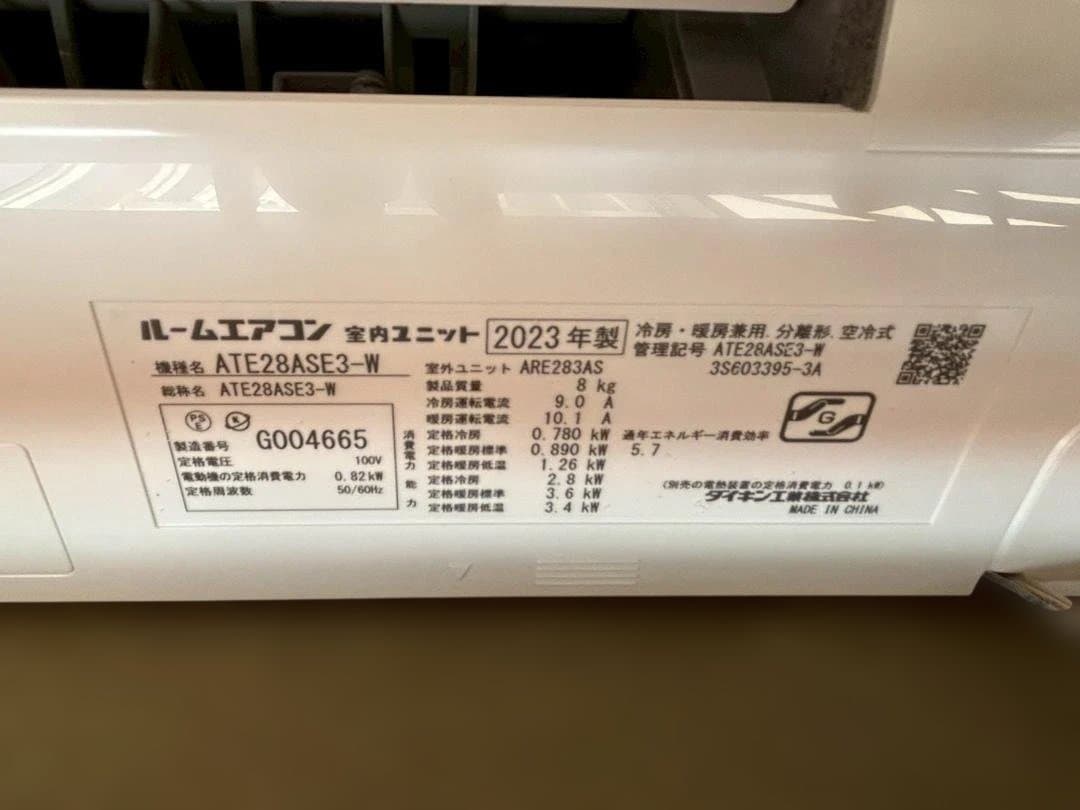 ルームエアコン 室内ユニット 2023年製 冷房・暖房兼用.分離形.空冷式
機種名 ATE28ASE3-W 室外ユニット ARE283AS 管理記号 ATE28ASE3-W
総称名 ATE28ASE3-W 製品質量 8 kg 3S603395-3A
冷房運転電流 9.0 A
暖房運転電流 10.1 A
製造番号 G004665
定格電圧 100V
電動機の定格消費電力 0.82kW
定格周波数 50/60Hz
消費電力 定格冷房 0.780 kW 通年エネルギー消費効率
定格暖房標準 0.890 kW 5.7
定格暖房低温 1.26 kW
能力 定格冷房 2.8 kW
定格暖房標準 3.6 kW
定格暖房低温 3.4 kW
PS
E
G
(別売の電熱装置の定格消費電力 0.1 kW)
ダイキン工業株式会社
MADE IN CHINA